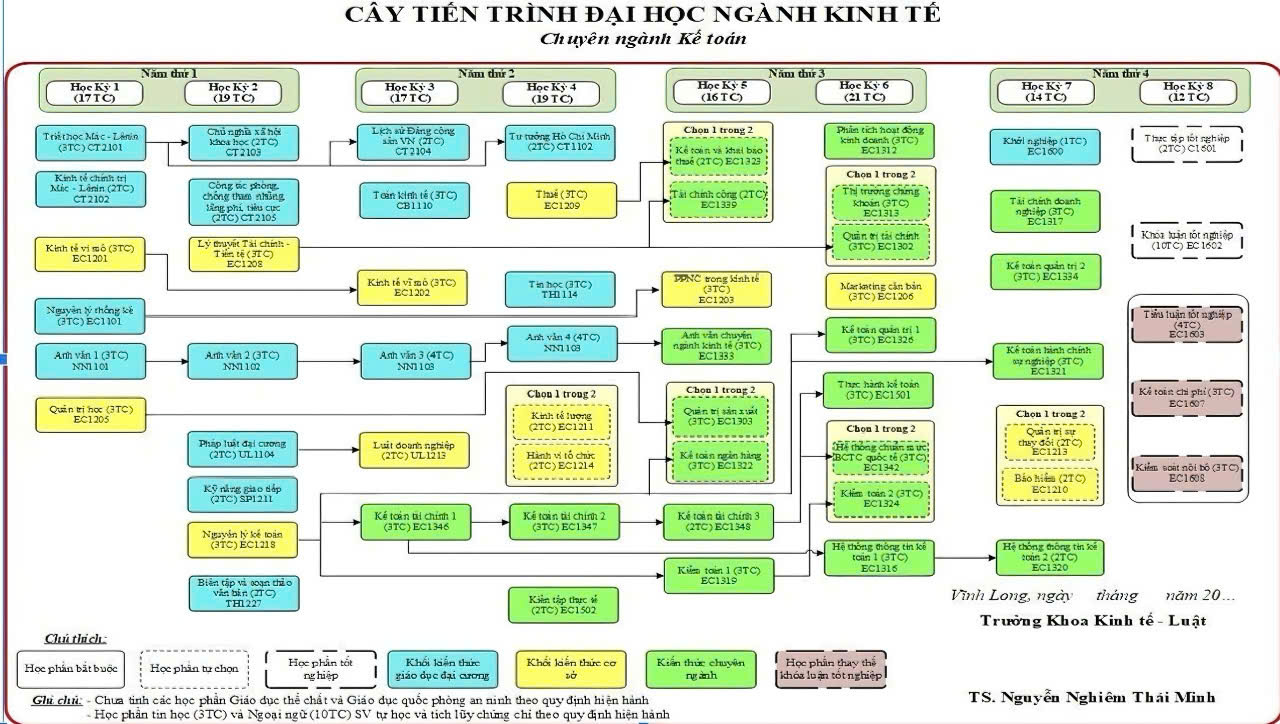 CÂY TIẾN TRÌNH ĐẠI HỌC NGÀNH KINH TẾ
Chuyên ngành Kế toán
Năm thứ 1
Năm thứ 2
Năm thứ 3
Năm thứ 4
Học Kỳ 1
(17 TC)
Học Kỳ 2
(19 TC)
Học Kỳ 3
(17 TC)
Học Kỳ 4
(19 TC)
Học Kỳ 5
(16 TC)
Học Kỳ 6
(21 TC)
Học Kỳ 7
(14 TC)
Học Kỳ 8
(12 TC)
Triết học Mác - Lênin
(3TC) CT2101
Kinh tế chính trị
Mác - Lênin (2TC)
CT2102
Kinh tế vi mô (3TC)
EC1201
Nguyên lý thống kê
(3TC) EC1101
Anh văn 1 (3TC)
NN1101
Quản trị học (3TC)
EC1205
Chủ nghĩa xã hội
khoa học (2TC)
CT2103
Công tác phòng,
chống tham nhũng,
lãng phí, tiêu cực
(2TC) CT2105
Lý thuyết Tài chính -
Tiền tệ (3TC)
EC1208
Anh văn 2 (3TC)
NN1102
Pháp luật đại cương
(2TC) UL1104
Kỹ năng giao tiếp
(2TC) SP1211
Nguyên lý kế toán
(3TC) EC1218
Biên tập và soạn thảo
văn bản (2TC)
TH1227
Lịch sử Đảng cộng
sản VN (2TC)
CT2104
Toán kinh tế (3TC)
CB1110
Kinh tế vĩ mô (3TC)
EC1202
Anh văn 3 (4TC)
NN1103
Luật doanh nghiệp
(2TC) UL1213
Kế toán tài chính 1
(3TC) EC1346
Tư tưởng Hồ Chí Minh
(2TC) CT1102
Thuế (3TC)
EC1209
Tin học (3TC)
TH1114
Anh văn 4 (4TC)
NN1103
Chọn 1 trong 2
Kinh tế lượng
(2TC) EC1211
Hành vi tổ chức
(2TC) EC1214
Kế toán tài chính 2
(3TC) EC1347
Kiến tập thực tế
(2TC) EC1502
Chọn 1 trong 2
Kế toán và khai báo
thuế (2TC) EC1323
Tài chính công (2TC)
EC1339
PPNC trong kinh tế
(3TC)
EC1203
Anh văn chuyên
ngành kinh tế (3TC)
EC1333
Chọn 1 trong 2
Quản trị sản xuất
(3TC) EC1303
Kế toán ngân hàng
(3TC) EC1322
Kế toán tài chính 3
(2TC) EC1348
Kiểm toán 1 (3TC)
EC1319
Phân tích hoạt động
kinh doanh (3TC)
EC1312
Chọn 1 trong 2
Thị trường chứng
khoán (3TC)
EC1313
Quản trị tài chính
(3TC) EC1302
Marketing căn bản
(3TC) EC1206
Kế toán quản trị 1
(3TC) EC1326
Thực hành kế toán
(3TC) EC1501
Chọn 1 trong 2
Hệ thống chuẩn mực
BCTC quốc tế (3TC)
EC1342
Kiểm toán 2 (3TC)
EC1324
Hệ thống thông tin kế
toán 1 (3TC)
EC1316
Khởi nghiệp (1TC)
EC1600
Tài chính doanh
nghiệp (3TC)
EC1317
Kế toán quản trị 2
(3TC) EC1334
Kế toán hành chính
sự nghiệp (3TC)
EC1321
Chọn 1 trong 2
Quản trị sự
thay đổi (2TC)
EC1213
Bảo hiểm (2TC)
EC1210
Hệ thống thông tin kế
toán 2 (2TC)
EC1320
Thực tập tốt nghiệp
(2TC) C1601
Khóa luận tốt nghiệp
(10TC) EC1602
Tiểu luận tốt nghiệp
(4TC)
EC1603
Kế toán chi phí (3TC)
EC1607
Kiểm soát nội bộ (3TC)
EC1608
Vĩnh Long, ngày tháng năm 20...
Trưởng Khoa Kinh tế - Luật
TS. Nguyễn Nghiêm Thái Minh
Chú thích:
Học phần bắt buộc
Học phần tự chọn
Học phần tốt
nghiệp
Khối kiến thức
giáo dục đại cương
Khối kiến thức cơ
sở
Kiến thức chuyên
ngành
Học phần thay thế
khóa luận tốt nghiệp
Ghi chú: - Chưa tính các học phần Giáo dục thể chất và Giáo dục quốc phòng an ninh theo quy định hiện hành
- Học phần tin học (3TC) và Ngoại ngữ (10TC) SV tự học và tích lũy chứng chỉ theo quy định hiện hành